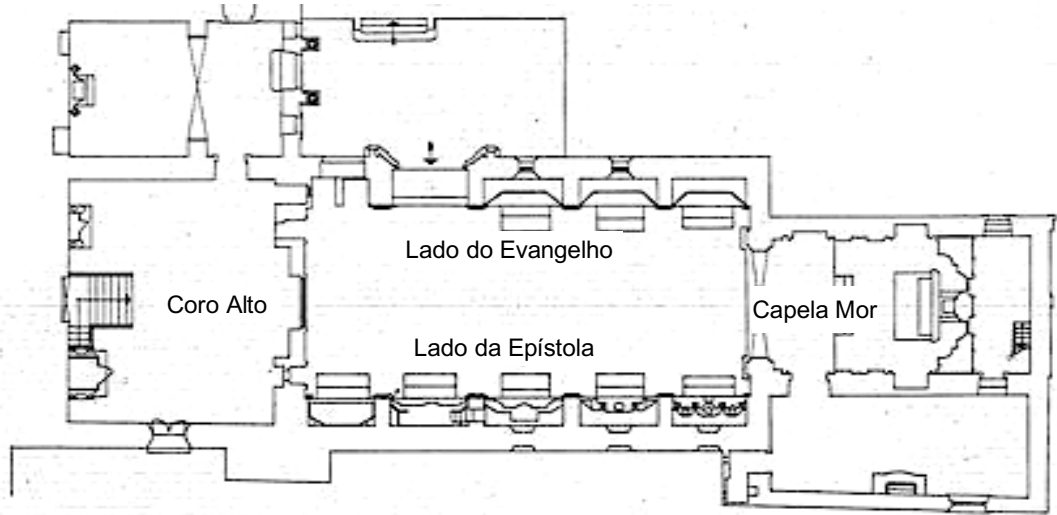 Lado do Evangelho
Coro Alto
Capela Mor
Lado da Epístola